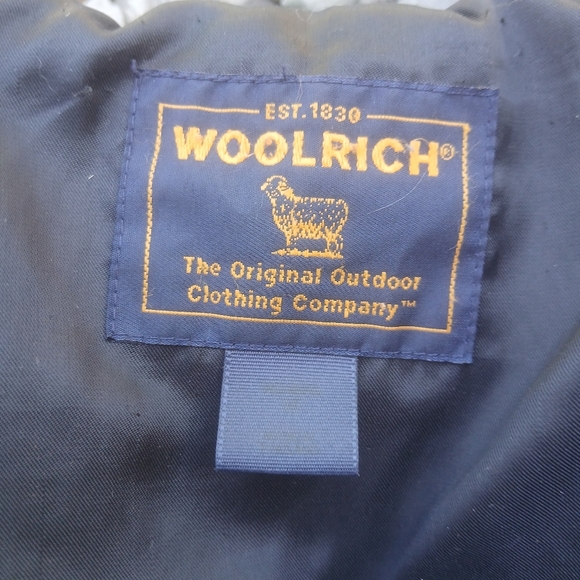 EST.1830
WOOLRICH®
The Original Outdoor
Clothing Company™